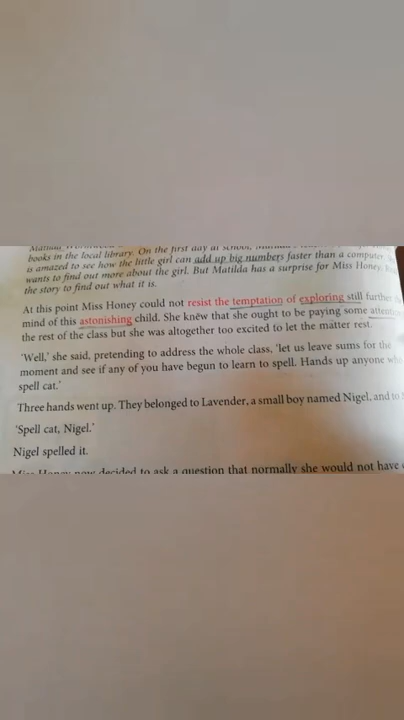 books in the local library. On the first day at school,
is amazed to see how the little girl can add up big numbers faster than a computer.
wants to find out more about the girl. But Matilda has a surprise for Miss Honey.
the story to find out what it is.
At this point Miss Honey could not resist the temptation of exploring still further
mind of this astonishing child. She knew that she ought to be paying some
the rest of the class but she was altogether too excited to let the matter rest.
'Well,' she said, pretending to address the whole class, 'let us leave sums for the
moment and see if any of you have begun to learn to spell. Hands up anyone
spell cat.'
Three hands went up. They belonged to Lavender, a small boy named Nigel, and to
'Spell cat, Nigel.'
Nigel spelled it.
Miss Honey now decided to ask a question that normally she would not have